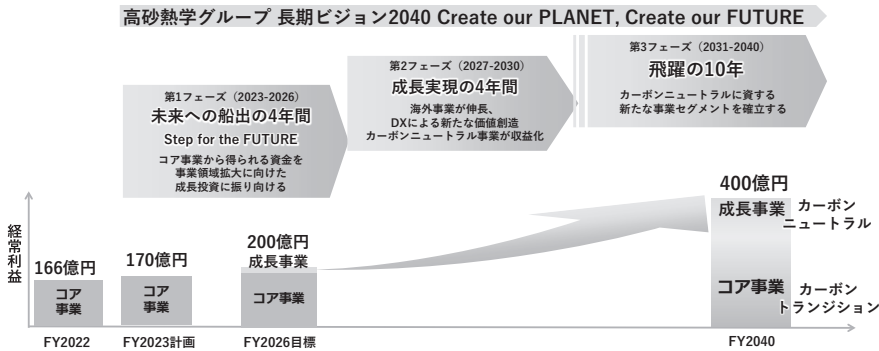 高砂熱学グループ 長期ビジョン2040 Create our PLANET, Create our FUTURE
第1フェーズ（2023-2026）
未来への船出の4年間
Step for the FUTURE
コア事業から得られる資金を
事業領域拡大に向けた
成長投資に振り向ける
第2フェーズ（2027-2030）
成長実現の4年間
海外事業が伸長、
DXによる新たな価値創造
カーボンニュートラル事業が収益化
第3フェーズ（2031-2040）
飛躍の10年
カーボンニュートラルに資する
新たな事業セグメントを確立する
経常利益
166億円
コア
事業
FY2022
170億円
コア
事業
FY2023計画
200億円
成長事業
コア事業
FY2026目標
400億円
成長事業
カーボン
ニュートラル
コア事業
カーボン
トランジション
FY2040